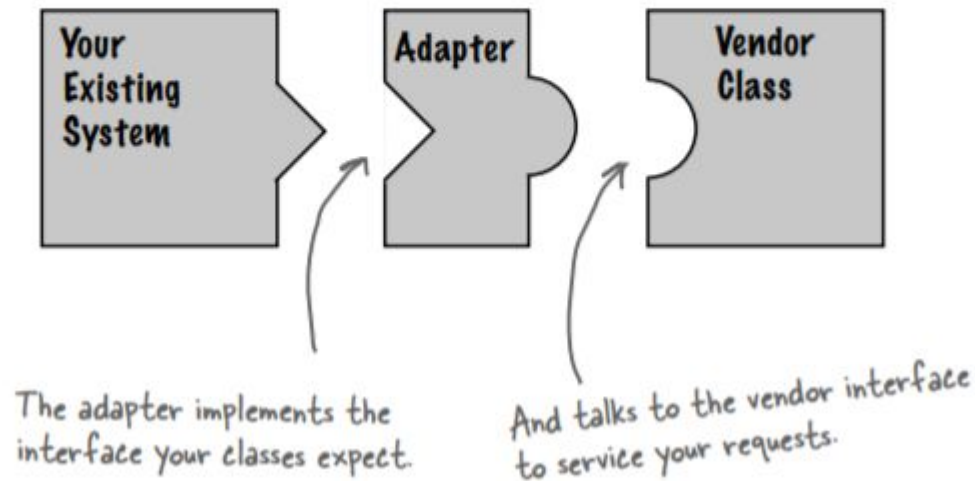 Your
Existing
System
Adapter
Vendor
Class
The adapter implements the
interface your classes expect.
And talks to the vendor interface
to service your requests.